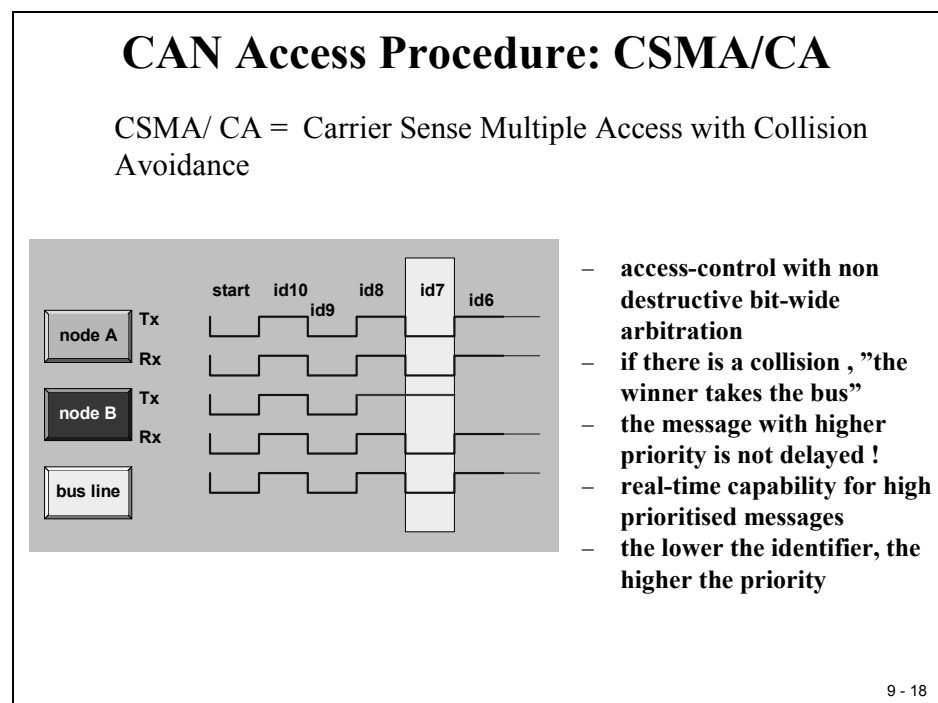 CAN Access Procedure: CSMA/CA
CSMA/ CA = Carrier Sense Multiple Access with Collision
Avoidance
start id10 id9 id8 id7 id6
node A
Tx
Rx
node B
Tx
Rx
bus line
– access-control with non
destructive bit-wide
arbitration
– if there is a collision , ”the
winner takes the bus”
– the message with higher
priority is not delayed !
– real-time capability for high
prioritised messages
– the lower the identifier, the
higher the priority
9 - 18